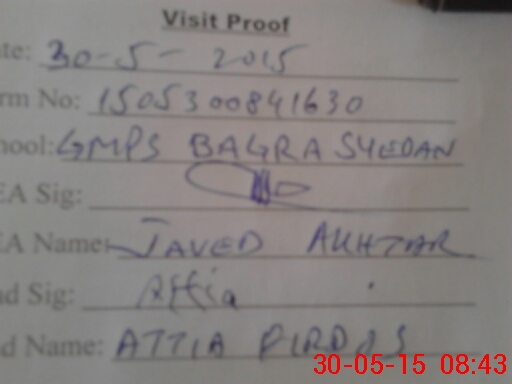 Visit Proof
te: 30-5-2015
rm No: 1505300841630
hool: GMPS BAGRA SYEDAN
EA Sig:
EA Name: JAVED AKHTAR
d Sig: Attia
d Name: ATTIA FIRDOS
30-05-15 08:43